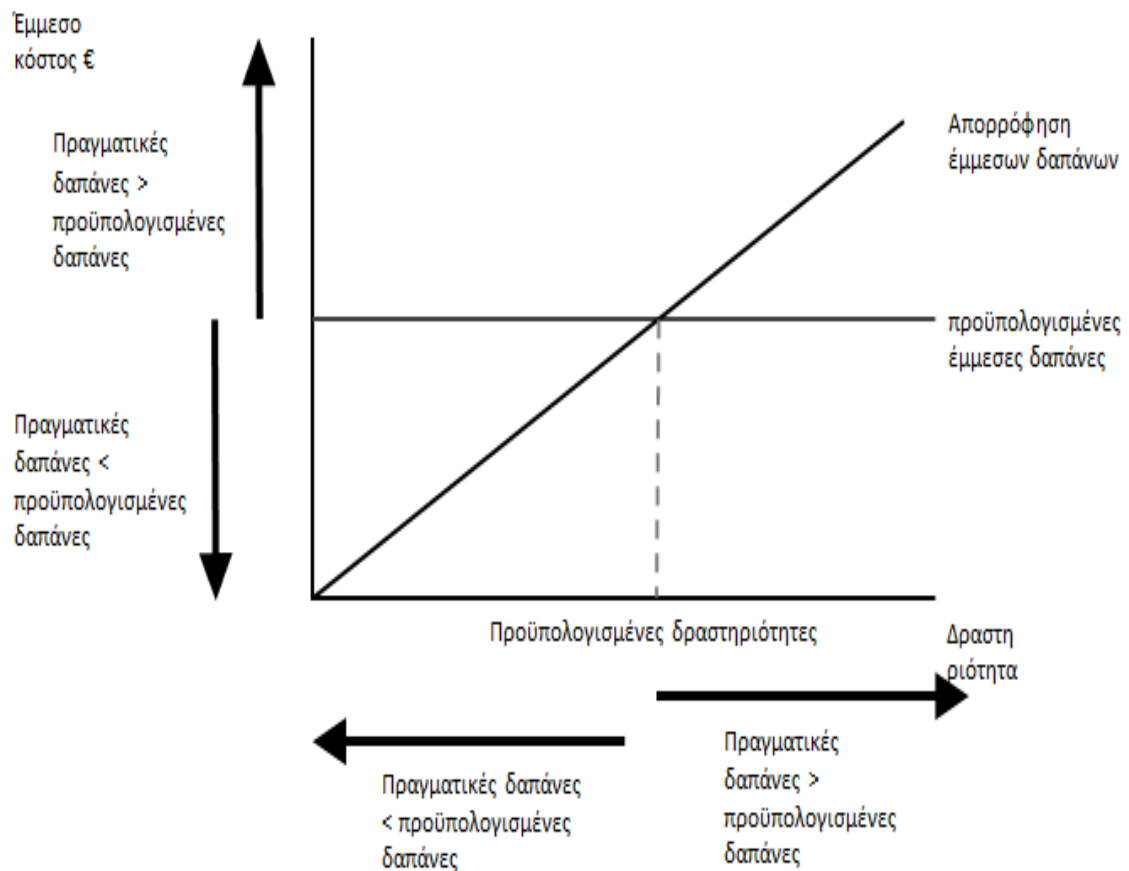 Έμμεσο
κόστος €
Πραγματικές
δαπάνες >
προϋπολογισμένες
δαπάνες
Απορρόφηση
έμμεσων δαπάνων
προϋπολογισμένες
έμμεσες δαπάνες
Πραγματικές
δαπάνες <
προϋπολογισμένες
δαπάνες
Προϋπολογισμένες δραστηριότητες
Δραστη
ριότητα
Πραγματικές δαπάνες
< προϋπολογισμένες
δαπάνες
Πραγματικές
δαπάνες >
προϋπολογισμένες
δαπάνες